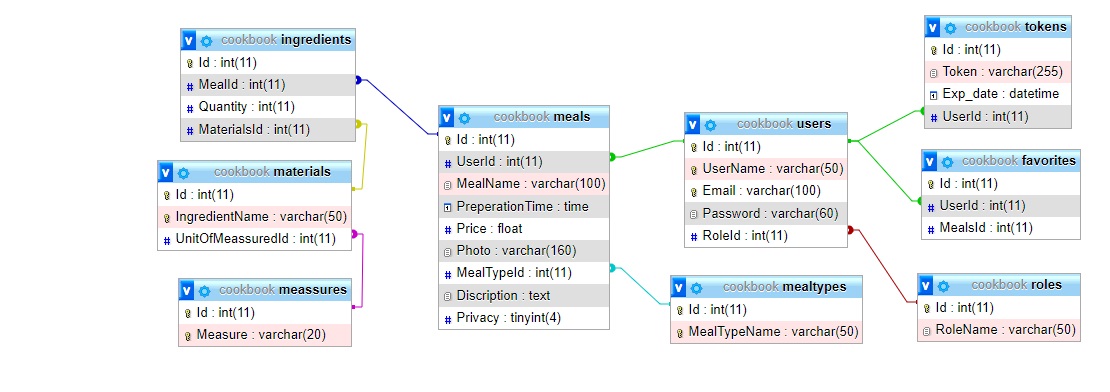 cookbook ingredients
Id : int(11)
MealId : int(11)
Quantity : int(11)
MaterialsId : int(11)
cookbook materials
Id : int(11)
IngredientName : varchar(50)
UnitOfMeassuredId : int(11)
cookbook meassures
Id : int(11)
Measure : varchar(20)
cookbook meals
Id : int(11)
UserId : int(11)
MealName : varchar(100)
PreperationTime : time
Price : float
Photo : varchar(160)
MealTypeId : int(11)
Discription : text
Privacy : tinyint(4)
cookbook users
Id : int(11)
UserName : varchar(50)
Email : varchar(100)
Password : varchar(60)
RoleId : int(11)
cookbook mealtypes
Id : int(11)
MealTypeName : varchar(50)
cookbook tokens
Id : int(11)
Token : varchar(255)
Exp_date : datetime
UserId : int(11)
cookbook favorites
Id : int(11)
UserId : int(11)
MealsId : int(11)
cookbook roles
Id : int(11)
RoleName : varchar(50)